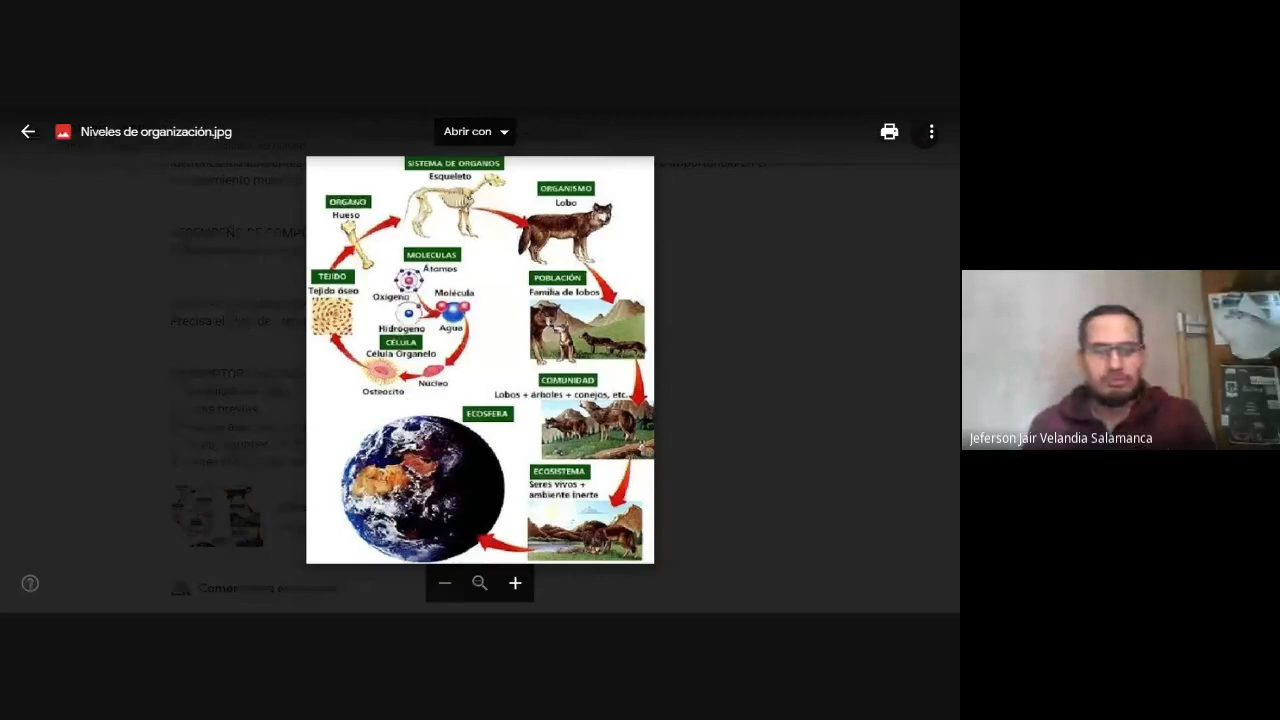 Niveles de organización.jpg
Abrir con
SISTEMA DE ORGANOS
Esqueleto
ORGANO
Hueso
ORGANISMO
Lobo
MOLECULAS
Átomos
Oxigeno
Molécula
Hidrógeno
Agua
TEJIDO
Tejido óseo
CÉLULA
Célula Organelo
Núcleo
Osteocito
POBLACIÓN
Familia de lobos
COMUNIDAD
Lobos + árboles + conejos, etc.
ECOSFERA
ECOSISTEMA
Seres vivos +
ambiente inerte
Precisa el
Jeferson Jair Velandia Salamanca